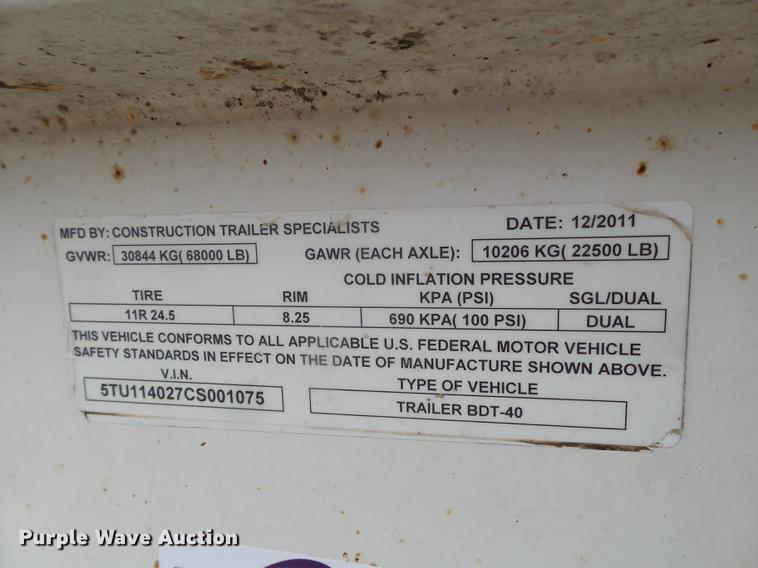 MFD BY: CONSTRUCTION TRAILER SPECIALISTS DATE: 12/2011
GVWR: 30844 KG( 68000 LB) GAWR (EACH AXLE): 10206 KG( 22500 LB)
COLD INFLATION PRESSURE
TIRE RIM KPA (PSI) SGL/DUAL
11R 24.5 8.25 690 KPA( 100 PSI) DUAL
THIS VEHICLE CONFORMS TO ALL APPLICABLE U.S. FEDERAL MOTOR VEHICLE
SAFETY STANDARDS IN EFFECT ON THE DATE OF MANUFACTURE SHOWN ABOVE.
V.I.N. TYPE OF VEHICLE
5TU114027CS001075 TRAILER BDT-40
Purple Wave Auction